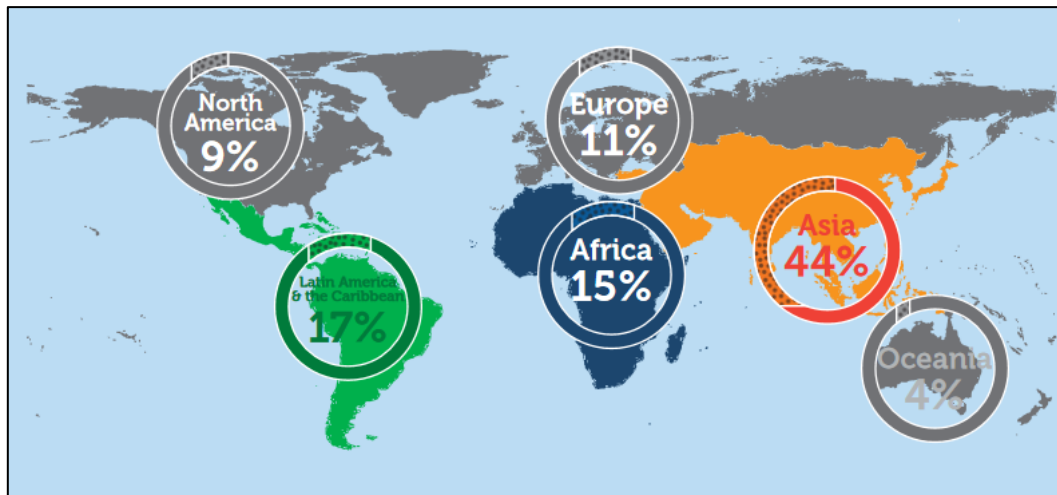 North
America
9%
Europe
11%
Latin America
& the Caribbean
17%
Africa
15%
Asia
44%
Oceania
4%